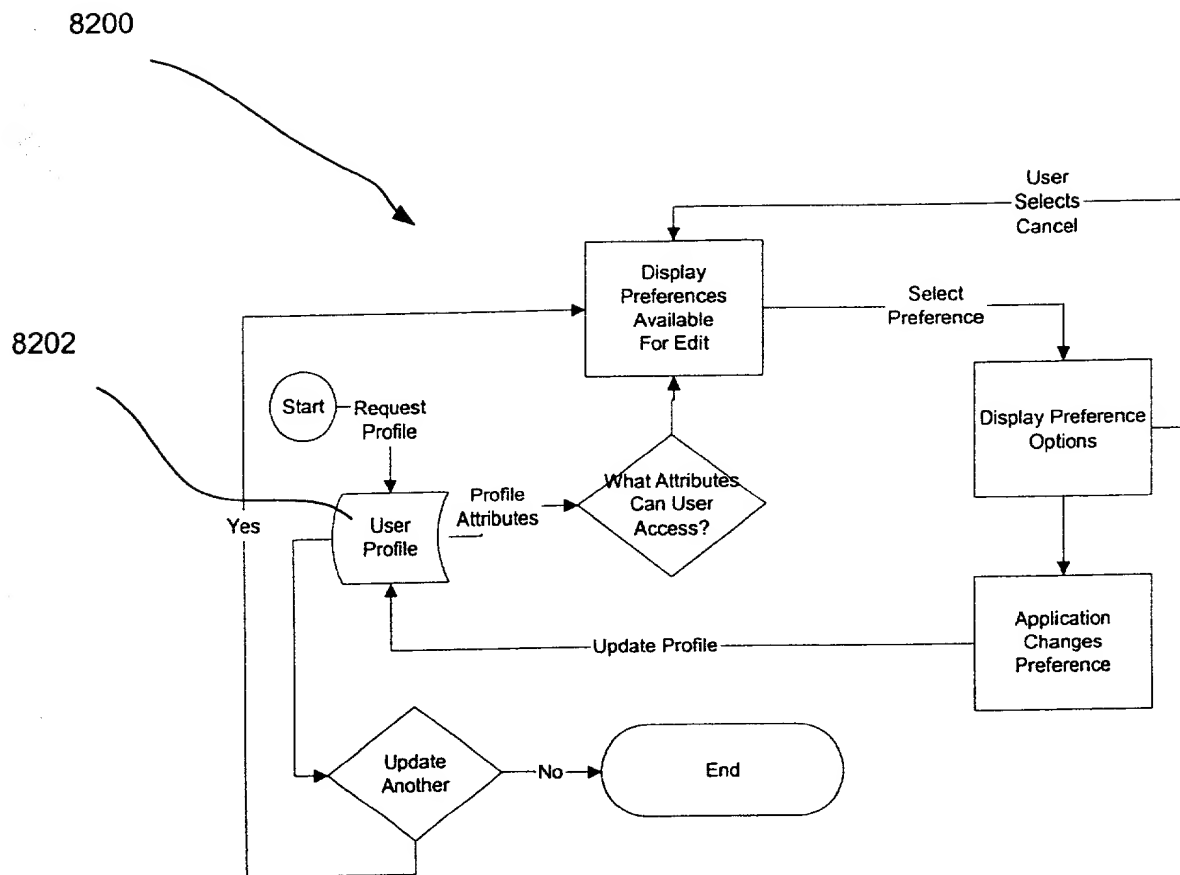 8200
User
Selects
Cancel
Display
Preferences
Available
For Edit
Select
Preference
8202
Start
Request
Profile
Display Preference
Options
What Attributes
Can User
Access?
Profile
Attributes
User
Profile
Yes
Application
Changes
Preference
Update Profile
Update
Another
No
End